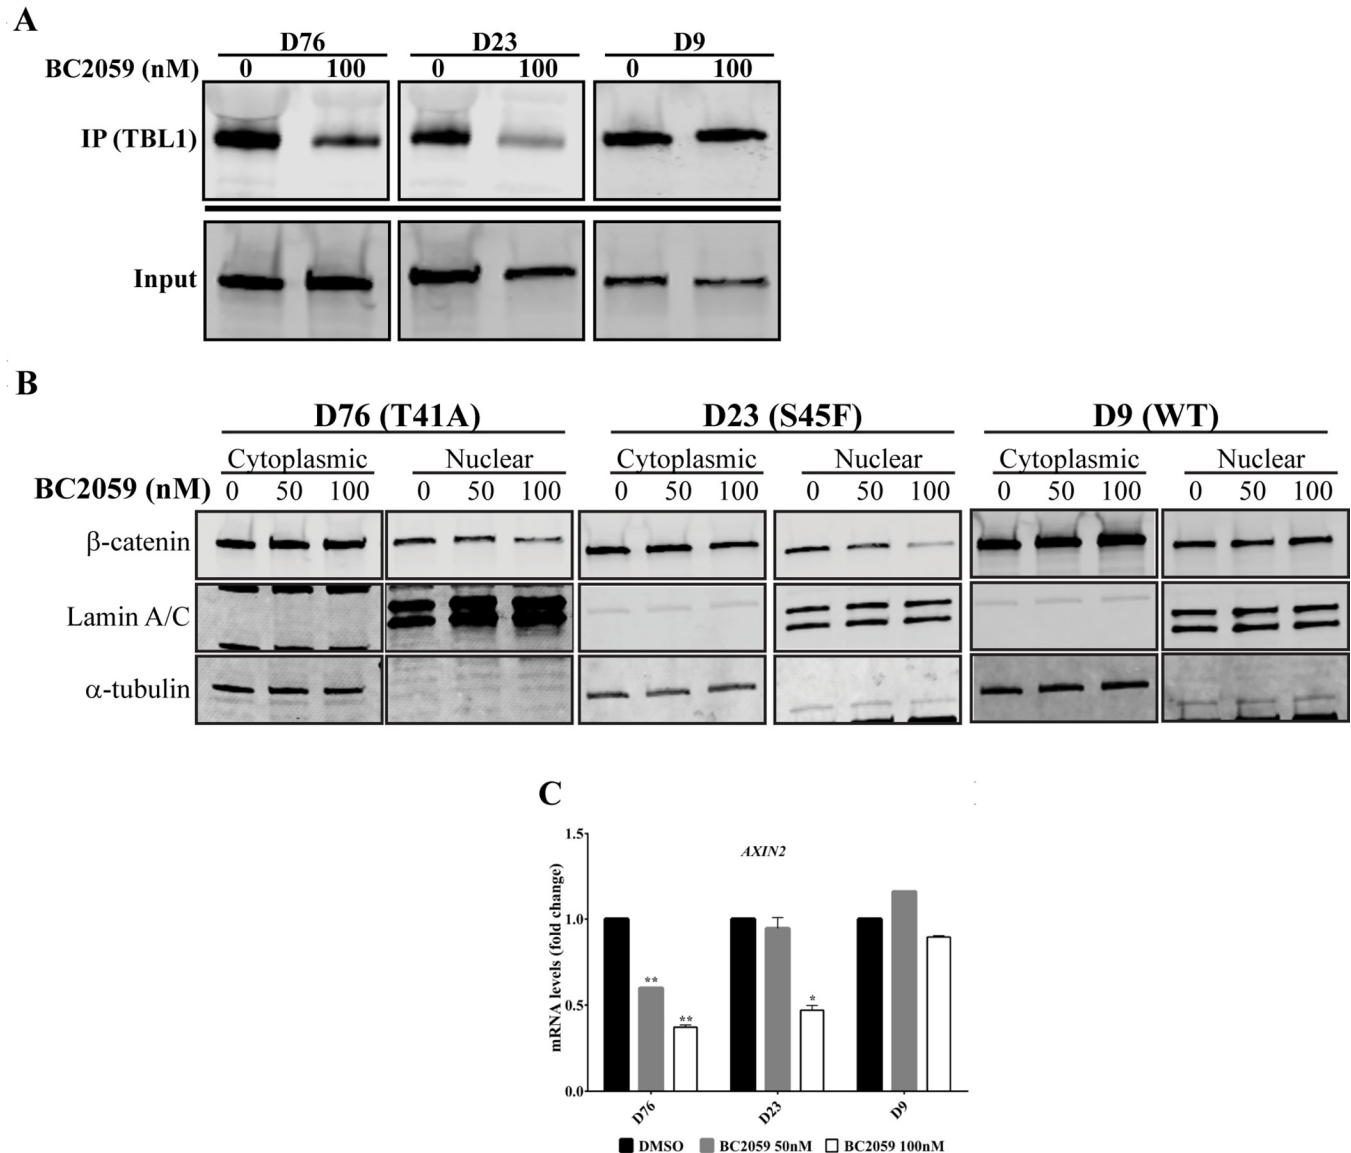 A
D76 D23 D9
BC2059 (nM) 0 100 0 100 0 100
IP (TBL1)
Input
B
D76 (T41A) D23 (S45F) D9 (WT)
Cytoplasmic Nuclear Cytoplasmic Nuclear Cytoplasmic Nuclear
BC2059 (nM) 0 50 100 0 50 100 0 50 100 0 50 100 0 50 100 0 50 100
β-catenin
Lamin A/C
α-tubulin
C
AXIN2
mRNA levels (fold change)
1.5
1.0
0.5
0.0
** ** *
D76 D23 D9
DMSO BC2059 50nM BC2059 100nM